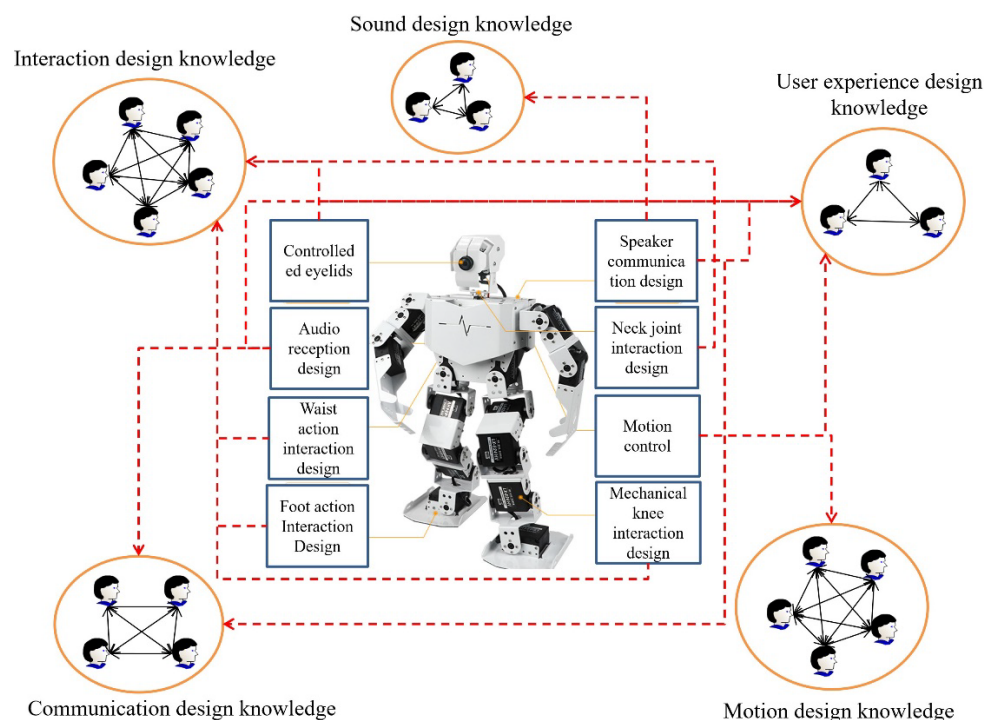 Sound design knowledge
Interaction design knowledge
User experience design
knowledge
Controlled
ed eyelids
Speaker
communica
tion design
Audio
reception
design
Neck joint
interaction
design
Waist
action
interaction
design
Motion
control
Foot action
Interaction
Design
Mechanical
knee
interaction
design
Communication design knowledge
Motion design knowledge